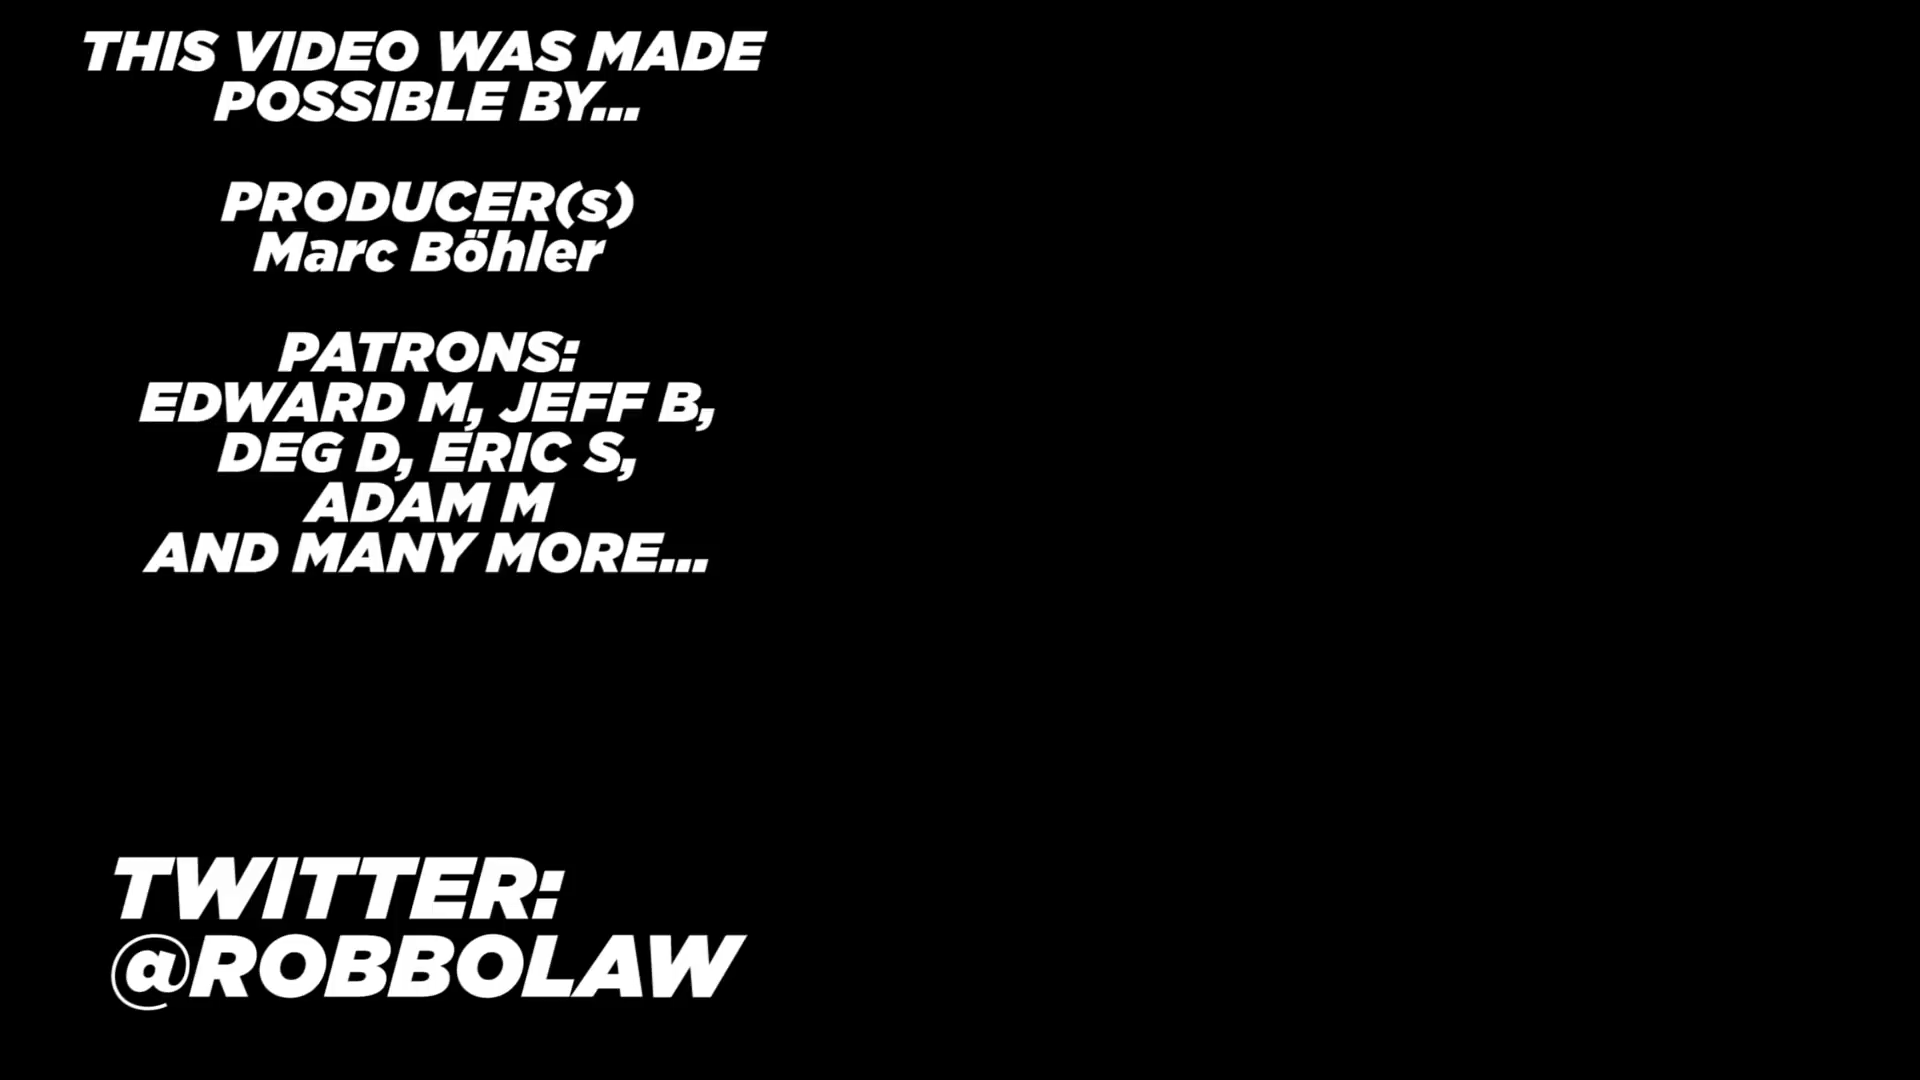 THIS VIDEO WAS MADE
POSSIBLE BY...
PRODUCER(s)
Marc Böhler
PATRONS:
EDWARD M, JEFF B,
DEG D, ERIC S,
ADAM M
AND MANY MORE...
TWITTER:
@ROBBOLAW